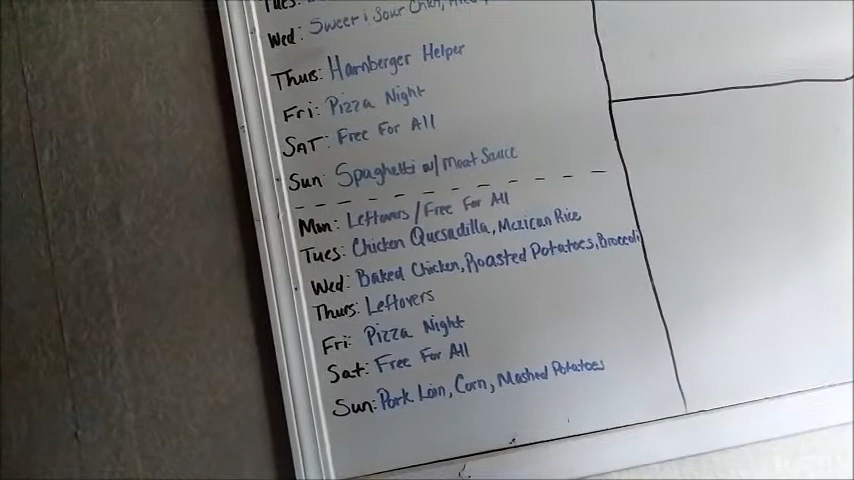 Tues:
Wed: Sweet & Sour Chkn,
Thurs: Hamberger Helper
Fri: Pizza Night
SAT: Free For All
Sun: Spaghetti w/ Meat Sauce
Mon: Leftovers / Free For All
Tues: Chicken Quesadilla, Mexican Rice
Wed: Baked Chicken, Roasted Potatoes, Broccoli
Thurs: Leftovers
Fri: Pizza Night
Sat: Free For All
Sun: Pork Loin, Corn, Mashed Potatoes